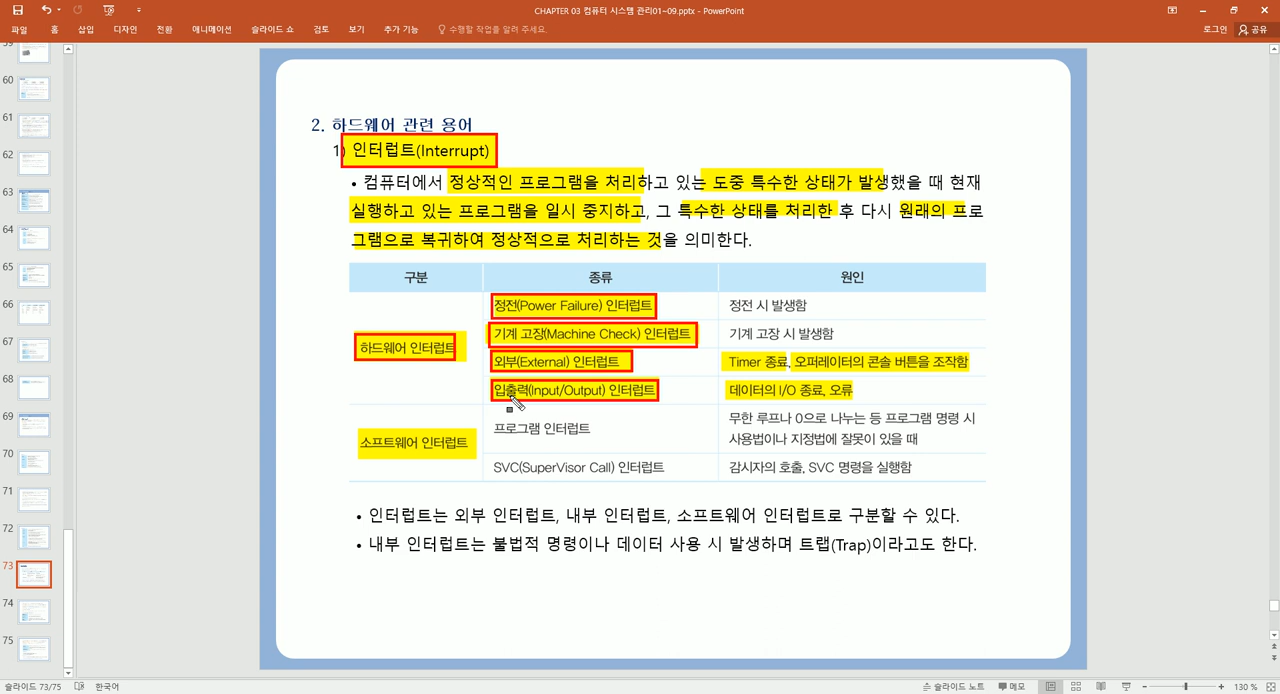 CHAPTER 03 컴퓨터 시스템 관리01~09.pptx - PowerPoint
파일 홈 삽입 디자인 전환 애니메이션 슬라이드 쇼 검토 보기 추가 기능 수행할 작업을 알려 주세요. 로그인 공유
59
60
61
62
63
64
65
66
67
68
69
70
71
72
73
74
75
2. 하드웨어 관련 용어
1) 인터럽트(Interrupt)
• 컴퓨터에서 정상적인 프로그램을 처리하고 있는 도중 특수한 상태가 발생했을 때 현재
실행하고 있는 프로그램을 일시 중지하고, 그 특수한 상태를 처리한 후 다시 원래의 프로
그램으로 복귀하여 정상적으로 처리하는 것을 의미한다.
구분 종류 원인
정전(Power Failure) 인터럽트 정전 시 발생함
하드웨어 인터럽트 기계 고장(Machine Check) 인터럽트 기계 고장 시 발생함
외부(External) 인터럽트 Timer 종료, 오퍼레이터의 콘솔 버튼을 조작함
입출력(Input/Output) 인터럽트 데이터의 I/O 종료, 오류
소프트웨어 인터럽트 프로그램 인터럽트 무한 루프나 0으로 나누는 등 프로그램 명령 시
사용법이나 지정법에 잘못이 있을 때
SVC(SuperVisor Call) 인터럽트 감시자의 호출, SVC 명령을 실행함
• 인터럽트는 외부 인터럽트, 내부 인터럽트, 소프트웨어 인터럽트로 구분할 수 있다.
• 내부 인터럽트는 불법적 명령이나 데이터 사용 시 발생하며 트랩(Trap)이라고도 한다.
슬라이드 73/75 한국어 슬라이드 노트 메모 130 %